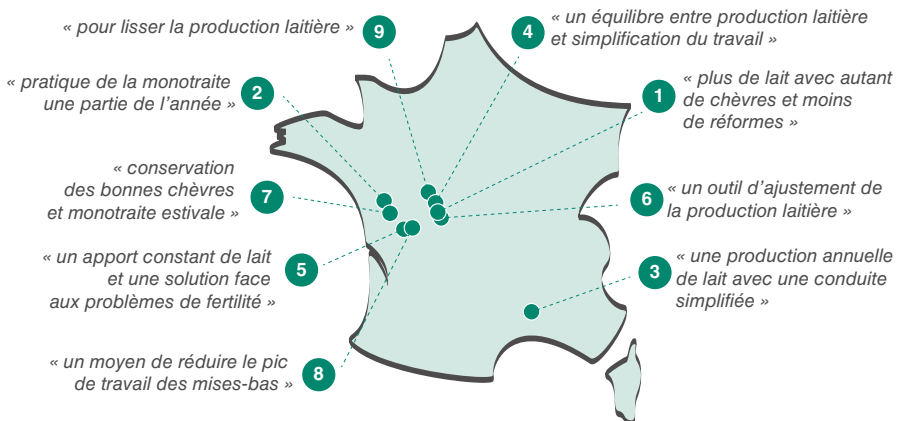 « pour lisser la production laitière » 9
4 « un équilibre entre production laitière
et simplification du travail »
« pratique de la monotraite
une partie de l’année » 2
1 « plus de lait avec autant
de chèvres et moins
de réformes »
« conservation
des bonnes chèvres
et monotraite estivale » 7
6 « un outil d’ajustement de
la production laitière »
« un apport constant de lait
et une solution face
aux problèmes de fertilité » 5
3 « une production annuelle
de lait avec une conduite
simplifiée »
« un moyen de réduire le pic
de travail des mises-bas » 8